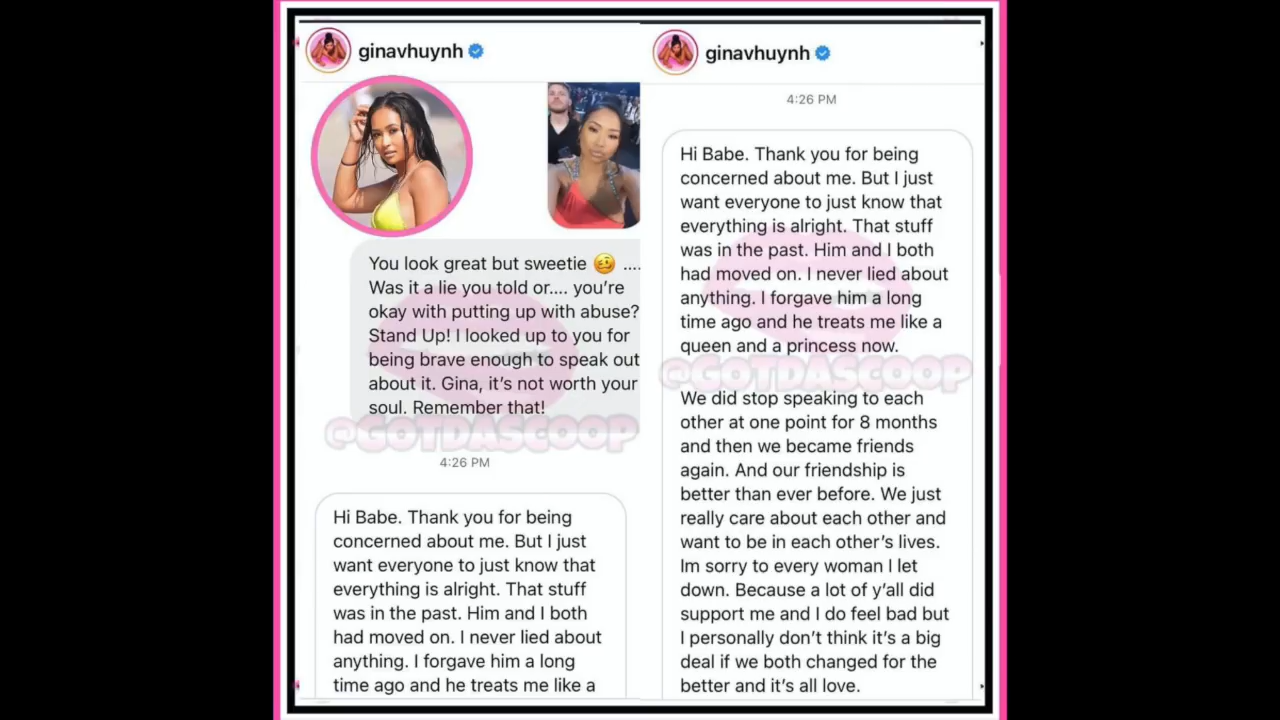 ginavhuynh
You look great but sweetie 🥴 ....
Was it a lie you told or.... you’re
okay with putting up with abuse?
Stand Up! I looked up to you for
being brave enough to speak out
about it. Gina, it’s not worth your
soul. Remember that!
@GOTDASCOOP
4:26 PM
Hi Babe. Thank you for being
concerned about me. But I just
want everyone to just know that
everything is alright. That stuff
was in the past. Him and I both
had moved on. I never lied about
anything. I forgave him a long
time ago and he treats me like a
ginavhuynh
4:26 PM
Hi Babe. Thank you for being
concerned about me. But I just
want everyone to just know that
everything is alright. That stuff
was in the past. Him and I both
had moved on. I never lied about
anything. I forgave him a long
time ago and he treats me like a
queen and a princess now.
@GOTDASCOOP
We did stop speaking to each
other at one point for 8 months
and then we became friends
again. And our friendship is
better than ever before. We just
really care about each other and
want to be in each other’s lives.
Im sorry to every woman I let
down. Because a lot of y’all did
support me and I do feel bad but
I personally don’t think it’s a big
deal if we both changed for the
better and it’s all love.